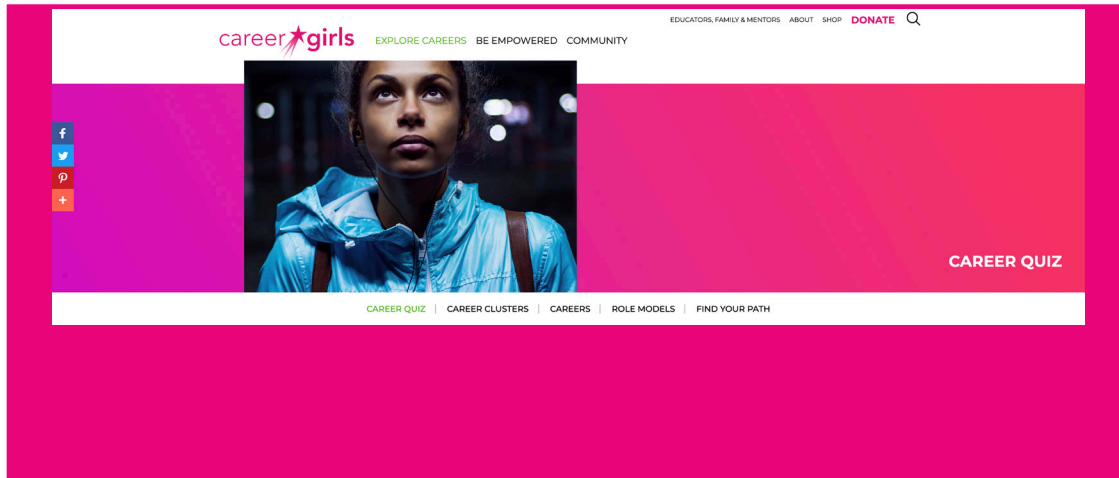 EDUCATORS, FAMILY & MENTORS ABOUT SHOP DONATE
career girls EXPLORE CAREERS BE EMPOWERED COMMUNITY
CAREER QUIZ
CAREER QUIZ | CAREER CLUSTERS | CAREERS | ROLE MODELS | FIND YOUR PATH